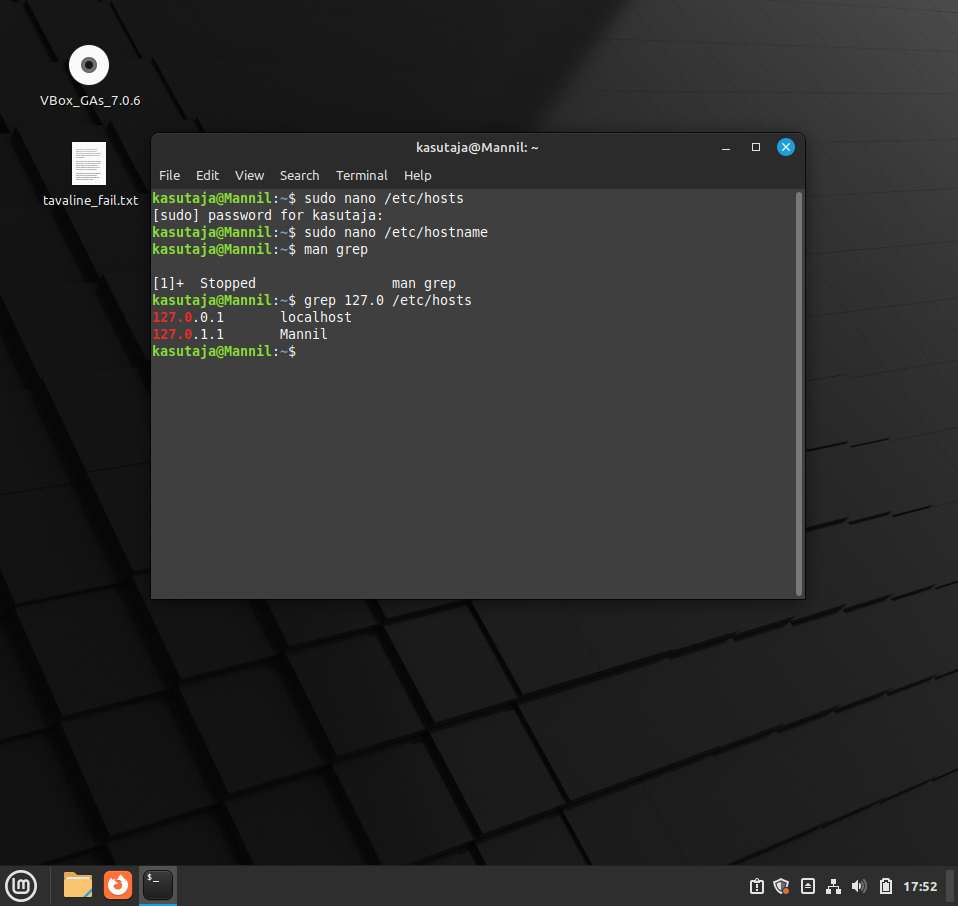 VBox_GAs_7.0.6
tavaline_fail.txt
kasutaja@Mannil: ~
File Edit View Search Terminal Help
kasutaja@Mannil:~$ sudo nano /etc/hosts
[sudo] password for kasutaja:
kasutaja@Mannil:~$ sudo nano /etc/hostname
kasutaja@Mannil:~$ man grep
[1]+  Stopped                 man grep
kasutaja@Mannil:~$ grep 127.0 /etc/hosts
127.0.0.1       localhost
127.0.1.1       Mannil
kasutaja@Mannil:~$
$_
17:52